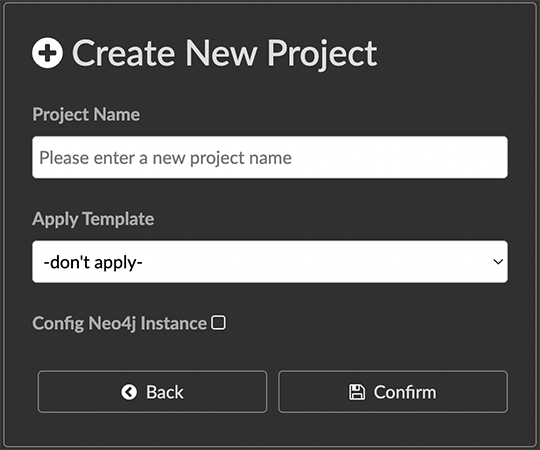 Create New Project
Project Name
Please enter a new project name
Apply Template
-don't apply-
Config Neo4j Instance
Back
Confirm